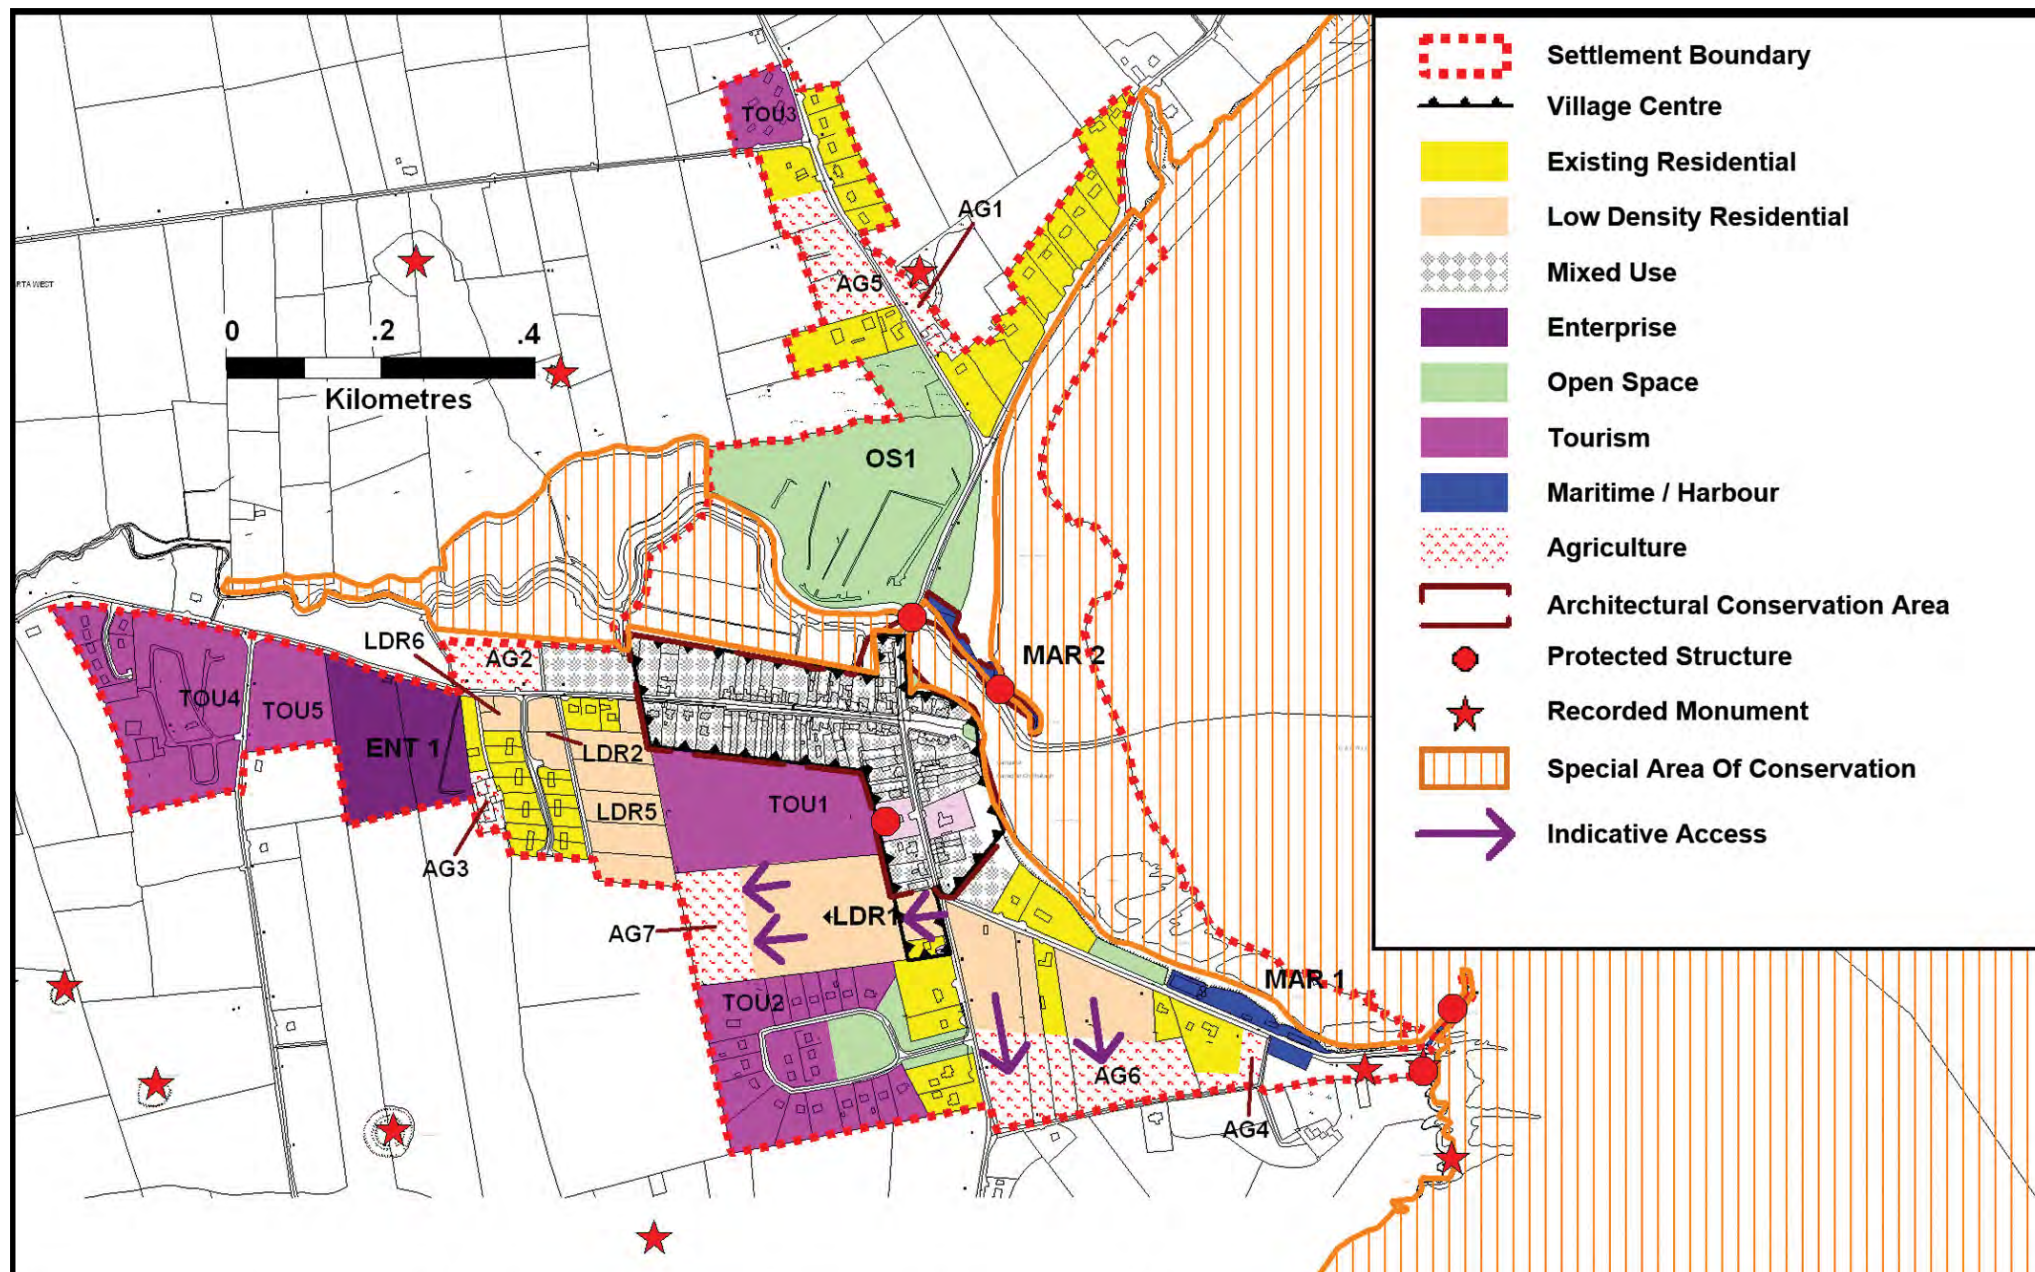 Settlement Boundary
Village Centre
Existing Residential
Low Density Residential
Mixed Use
Enterprise
Open Space
Tourism
Maritime / Harbour
Agriculture
Architectural Conservation Area
Protected Structure
Recorded Monument
Special Area Of Conservation
Indicative Access
TOU3
AG1
AG5
RTA WEST
0 .2 .4
Kilometres
OS1
LDR6
AG2
MAR 2
TOU4
TOU5
ENT 1
LDR2
LDR5
TOU1
AG3
LDR1
AG7
MAR 1
TOU2
AG6
AG4